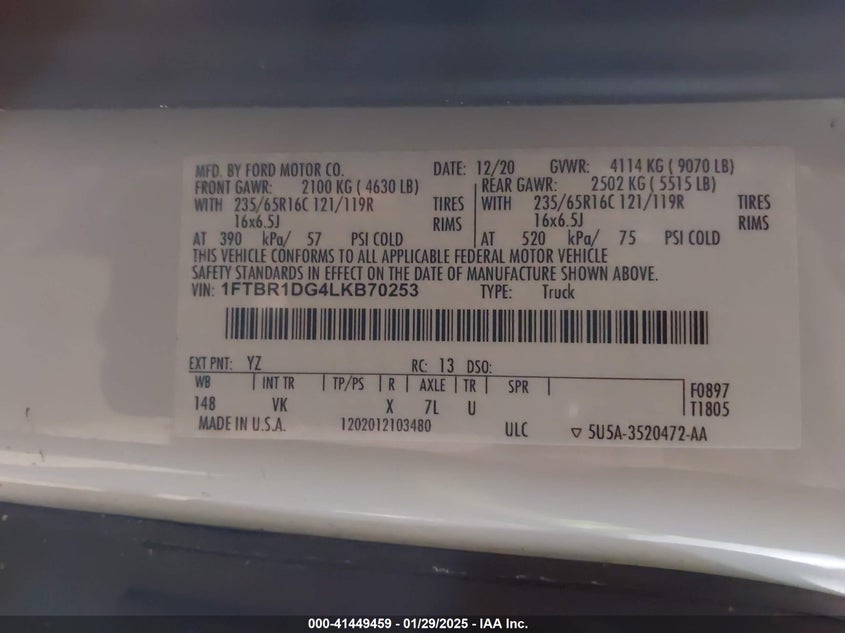 MFD. BY FORD MOTOR CO. DATE: 12/20 GVWR: 4114 KG ( 9070 LB)
FRONT GAWR: 2100 KG ( 4630 LB) REAR GAWR: 2502 KG ( 5515 LB)
WITH 235/65R16C 121/119R TIRES WITH 235/65R16C 121/119R TIRES
16x6.5J RIMS 16x6.5J RIMS
AT 390 kPa/ 57 PSI COLD AT 520 kPa/ 75 PSI COLD
THIS VEHICLE CONFORMS TO ALL APPLICABLE FEDERAL MOTOR VEHICLE
SAFETY STANDARDS IN EFFECT ON THE DATE OF MANUFACTURE SHOWN ABOVE.
VIN: 1FTBR1DG4LKB70253 TYPE: Truck
EXT PNT: YZ RC: 13 DSO:
WB INT TR TP/PS R AXLE TR SPR F0897
148 VK X 7L U T1805
MADE IN U.S.A. 1202012103480 ULC ▽ 5U5A-3520472-AA
000-41449459 - 01/29/2025 - IAA Inc.